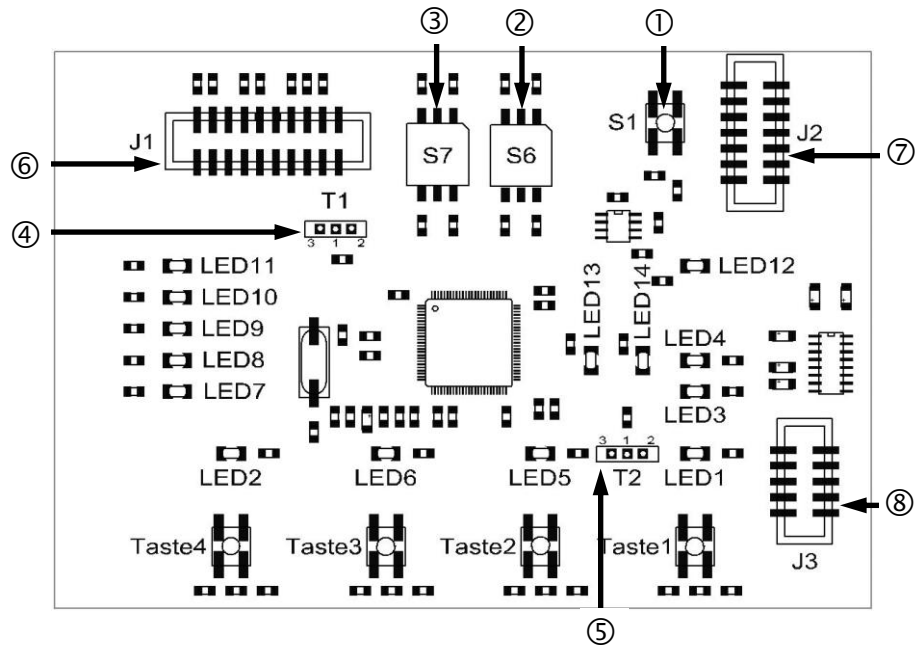 ③ ② ①
S1
J2
J1
S7 S6
⑥ ⑦
T1
④
3 1 2
LED11 LED13 LED14 LED12
LED10
LED9
LED4
LED8
LED7
LED3
3 1 2
LED2 LED6 LED5 T2 LED1
⑧
Taste4 Taste3 Taste2 Taste1
J3
⑤